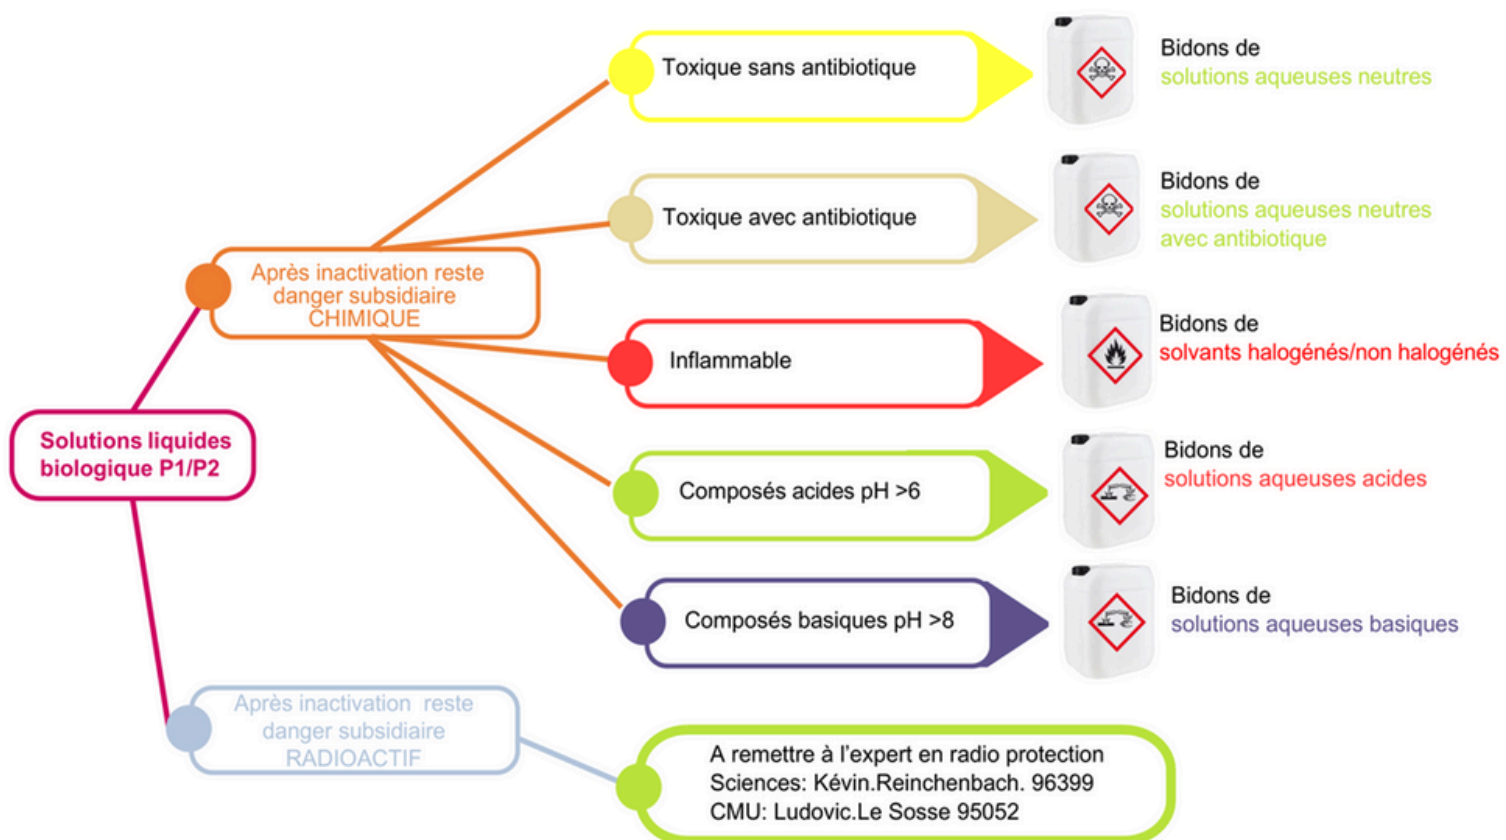 Toxique sans antibiotique
Bidons de
solutions aqueuses neutres
Toxique avec antibiotique
Bidons de
solutions aqueuses neutres
avec antibiotique
Après inactivation reste
danger subsidiaire
CHIMIQUE
Inflammable
Bidons de
solvants halogénés/non halogénés
Solutions liquides
biologique P1/P2
Composés acides pH >6
Bidons de
solutions aqueuses acides
Composés basiques pH >8
Bidons de
solutions aqueuses basiques
Après inactivation reste
danger subsidiaire
RADIOACTIF
A remettre à l'expert en radio protection
Sciences: Kévin.Reinchenbach. 96399
CMU: Ludovic.Le Sosse 95052